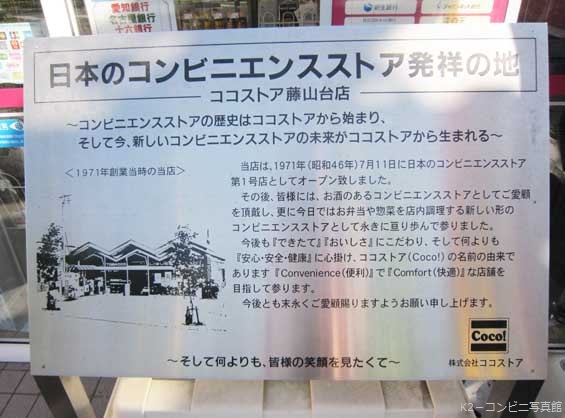 愛知銀行
名古屋銀行
十六銀行
日本のコンビニエンスストア発祥の地
ココストア藤山台店
～コンビニエンスストアの歴史はココストアから始まり、
そして今、新しいコンビニエンスストアの未来がココストアから生まれる～
＜1971年創業当時の当店＞
当店は、1971年(昭和46年)7月11日に日本のコンビニエンスストア
第1号店としてオープン致しました。
その後、皆様には、お酒のあるコンビニエンスストアとしてご愛顧
を頂戴し、更に今日ではお弁当や惣菜を店内調理する新しい形の
コンビニエンスストアとして永きに亘り歩んで参りました。
今後も『できたて』『おいしさ』にこだわり、そして何よりも
『安心・安全・健康』に心掛け、ココストア(Coco!)の名前の由来で
あります『Convenience(便利)』で『Comfort(快適)』な店舗を
目指して参ります。
今後とも末永くご愛顧賜りますようお願い申し上げます。
Coco!
～そして何よりも、皆様の笑顔を見たくて～
株式会社ココストア
K2－コンビニ写真館